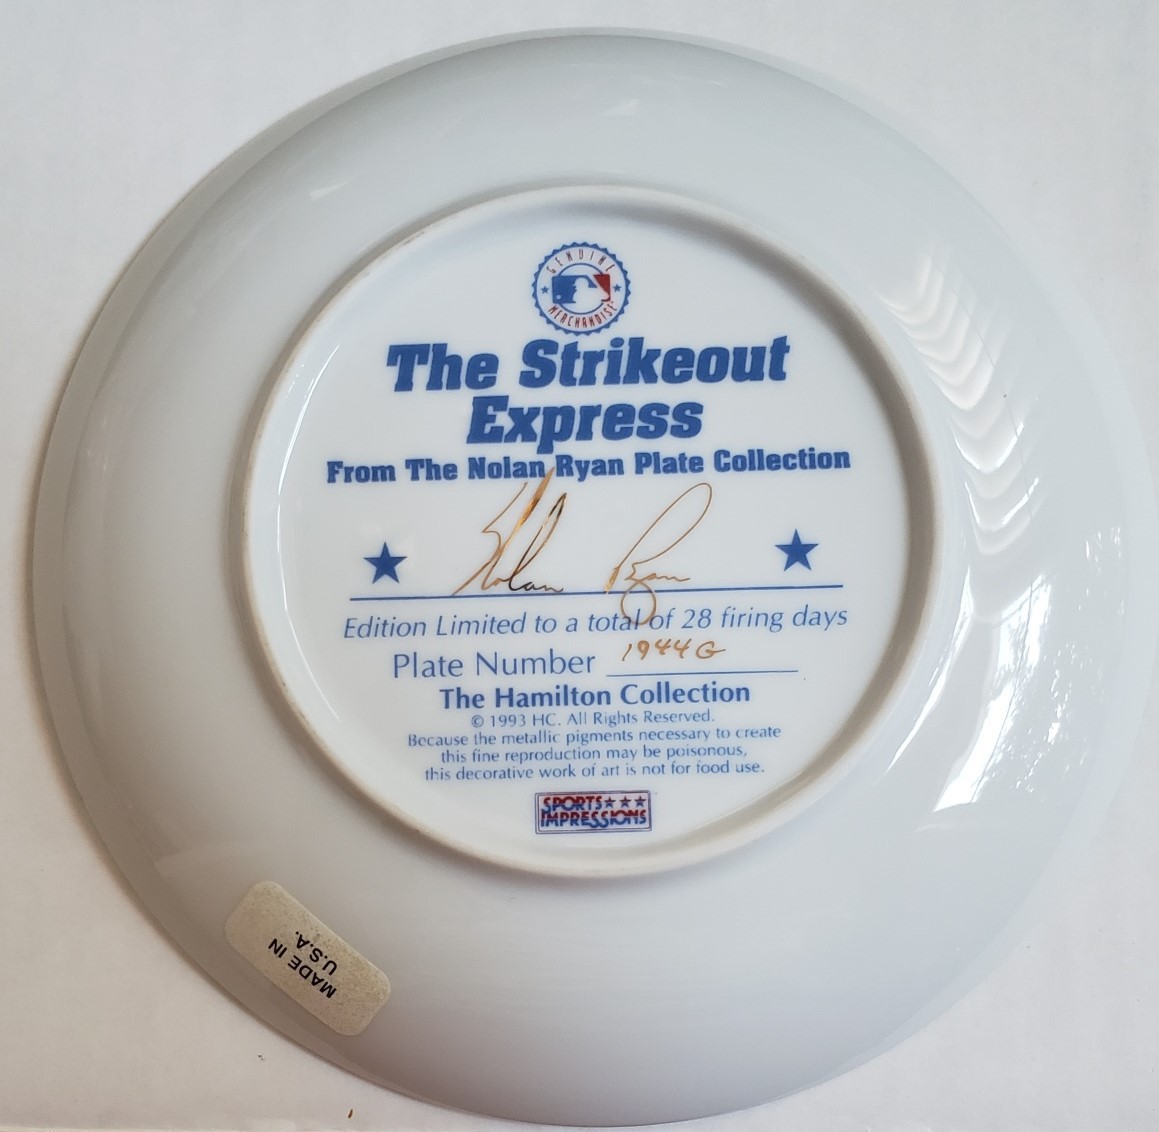 GENUINE
MERCHANDISE
The Strikeout
Express
From The Nolan Ryan Plate Collection
Nolan Ryan
Edition Limited to a total of 28 firing days
Plate Number 1944G
The Hamilton Collection
© 1993 HC. All Rights Reserved.
Because the metallic pigments necessary to create
this fine reproduction may be poisonous,
this decorative work of art is not for food use.
SPORTS
IMPRESSIONS
MADE IN
U.S.A.